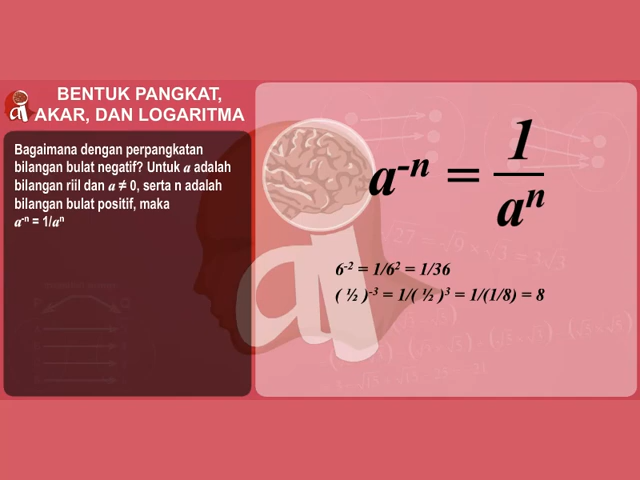 BENTUK PANGKAT,
AKAR, DAN LOGARITMA
Bagaimana dengan perpangkatan
bilangan bulat negatif? Untuk a adalah
bilangan riil dan a ≠ 0, serta n adalah
bilangan bulat positif, maka
a⁻ⁿ = 1/aⁿ
a⁻ⁿ = 1/aⁿ
6⁻² = 1/6² = 1/36
( ½ )⁻³ = 1/( ½ )³ = 1/(1/8) = 8